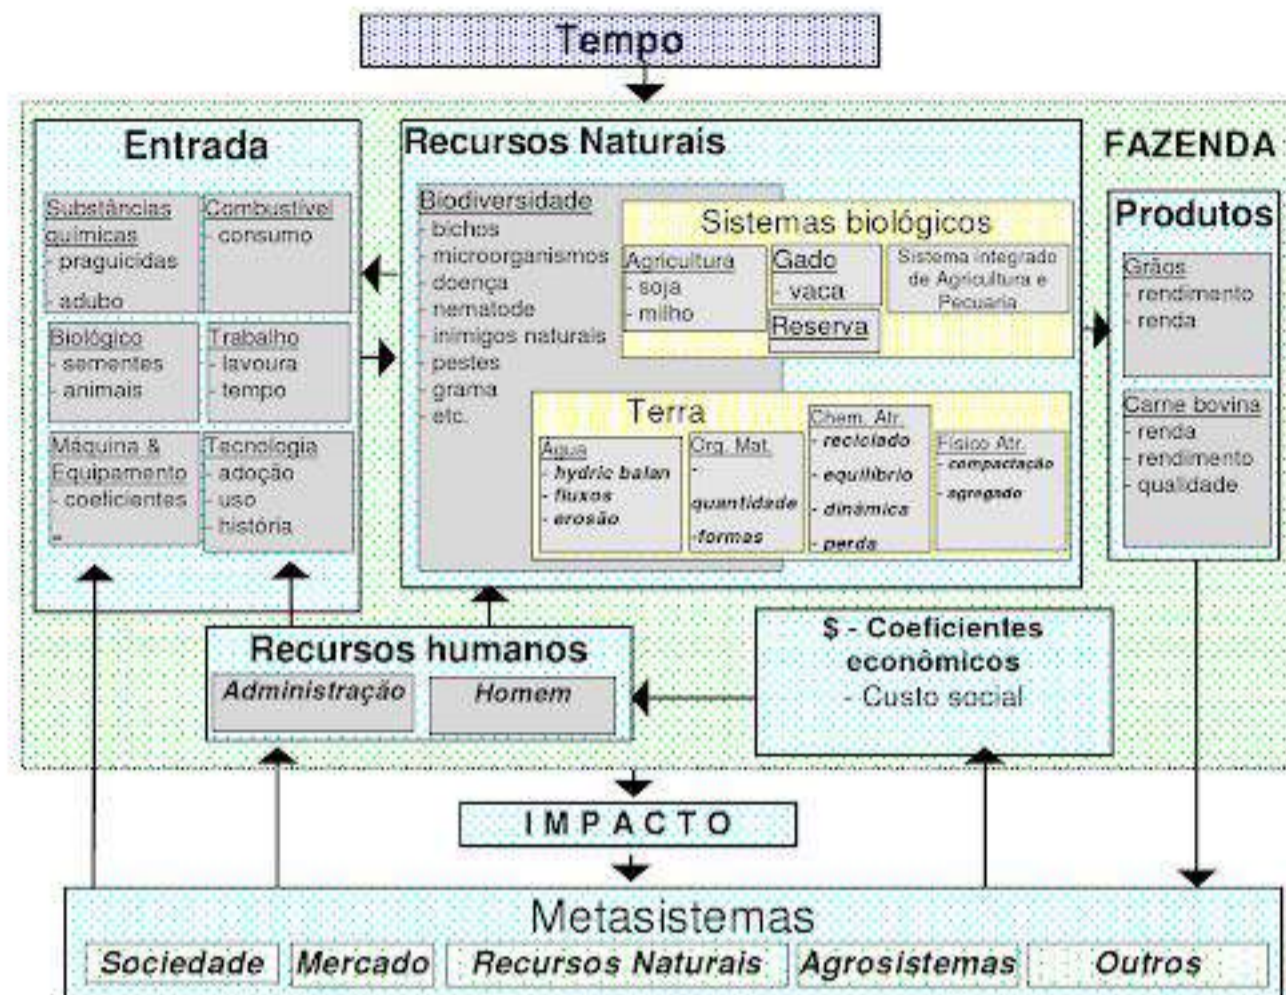 Tempo
Entrada
Substâncias
químicas
- praguicidas
- adubo
Combustível
- consumo
Biológico
- sementes
- animais
Trabalho
- lavoura
- tempo
Máquina &
Equipamento
- coeficientes
-
Tecnologia
- adoção
- uso
- história
Recursos Naturais
Biodiversidade
- bichos
- microorganismos
- doença
- nematode
- inimigos naturais
- pestes
- grama
- etc.
Sistemas biológicos
Agricultura
- soja
- milho
Gado
- vaca
Reserva
Sistema integrado
de Agricultura e
Pecuaria
Terra
Água
- hydric balan
- fluxos
- erosão
Org. Mat.
-
quantidade
-formas
Chem. Atr.
- reciclado
- equilíbrio
- dinâmica
- perda
Físico Atr.
- compactação
- agregado
FAZENDA
Produtos
Grãos
- rendimento
- renda
Carne bovina
- renda
- rendimento
- qualidade
Recursos humanos
Administração
Homem
$ - Coeficientes
econômicos
- Custo social
IMPACTO
Metasistemas
Sociedade
Mercado
Recursos Naturais
Agrosistemas
Outros